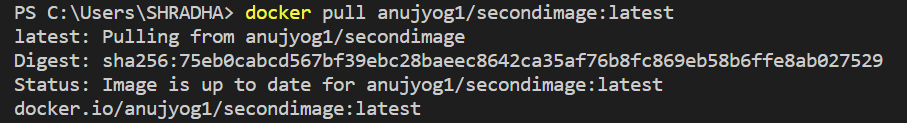 PS C:\Users\SHRADHA> docker pull anujyog1/secondimage:latest
latest: Pulling from anujyog1/secondimage
Digest: sha256:75eb0cabcd567bf39ebc28baeec8642ca35af76b8fc869eb58b6ffe8ab027529
Status: Image is up to date for anujyog1/secondimage:latest
docker.io/anujyog1/secondimage:latest